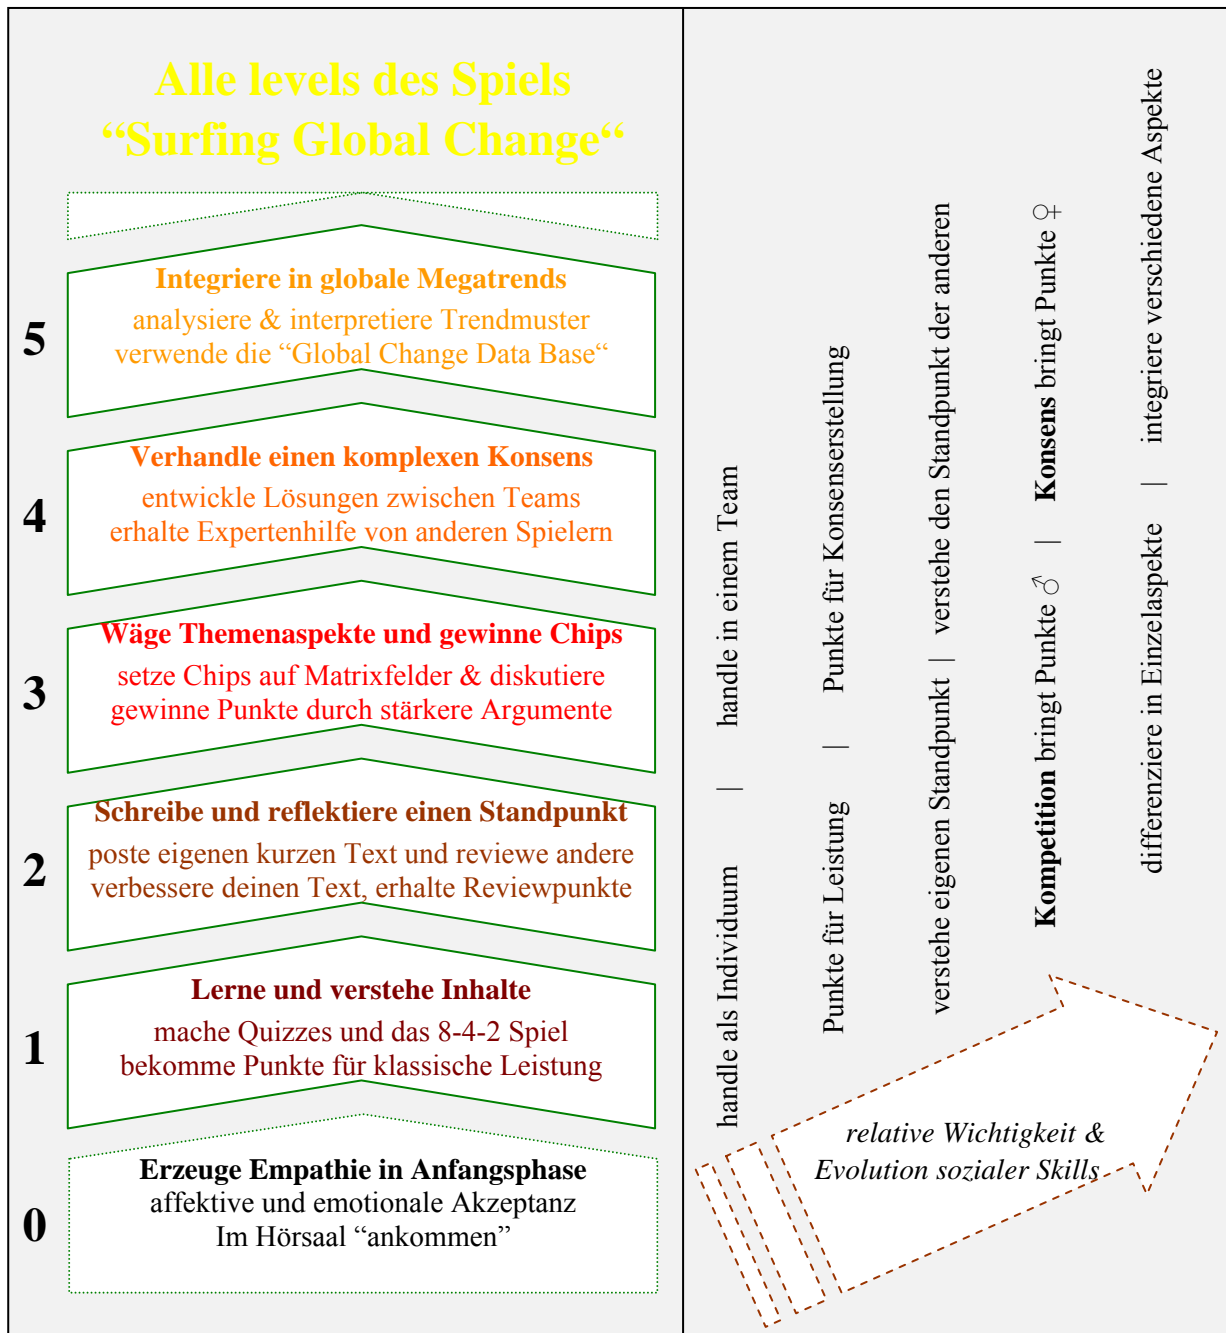 Alle levels des Spiels
“Surfing Global Change“
5
Integriere in globale Megatrends
analysiere & interpretiere Trendmuster
verwende die “Global Change Data Base“
4
Verhandle einen komplexen Konsens
entwickle Lösungen zwischen Teams
erhalte Expertenhilfe von anderen Spielern
3
Wäge Themenaspekte und gewinne Chips
setze Chips auf Matrixfelder & diskutiere
gewinne Punkte durch stärkere Argumente
2
Schreibe und reflektiere einen Standpunkt
poste eigenen kurzen Text und reviewe andere
verbessere deinen Text, erhalte Reviewpunkte
1
Lerne und verstehe Inhalte
mache Quizzes und das 8-4-2 Spiel
bekomme Punkte für klassische Leistung
0
Erzeuge Empathie in Anfangsphase
affektive und emotionale Akzeptanz
Im Hörsaal “ankommen”
handle als Individuum | handle in einem Team
Punkte für Leistung | Punkte für Konsenserstellung
verstehe eigenen Standpunkt | verstehe den Standpunkt der anderen
Kompetition bringt Punkte ♂ | Konsens bringt Punkte ♀
differenziere in Einzelaspekte | integriere verschiedene Aspekte
relative Wichtigkeit &
Evolution sozialer Skills